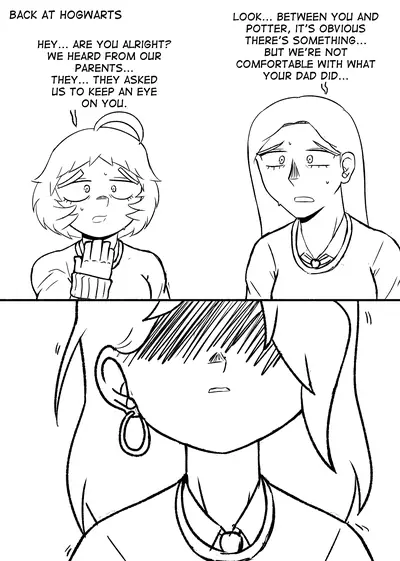 BACK AT HOGWARTS
HEY... ARE YOU ALRIGHT?
WE HEARD FROM OUR
PARENTS...
THEY... THEY ASKED
US TO KEEP AN EYE
ON YOU.
LOOK... BETWEEN YOU AND
POTTER, IT'S OBVIOUS
THERE'S SOMETHING...
BUT WE'RE NOT
COMFORTABLE WITH WHAT
YOUR DAD DID...